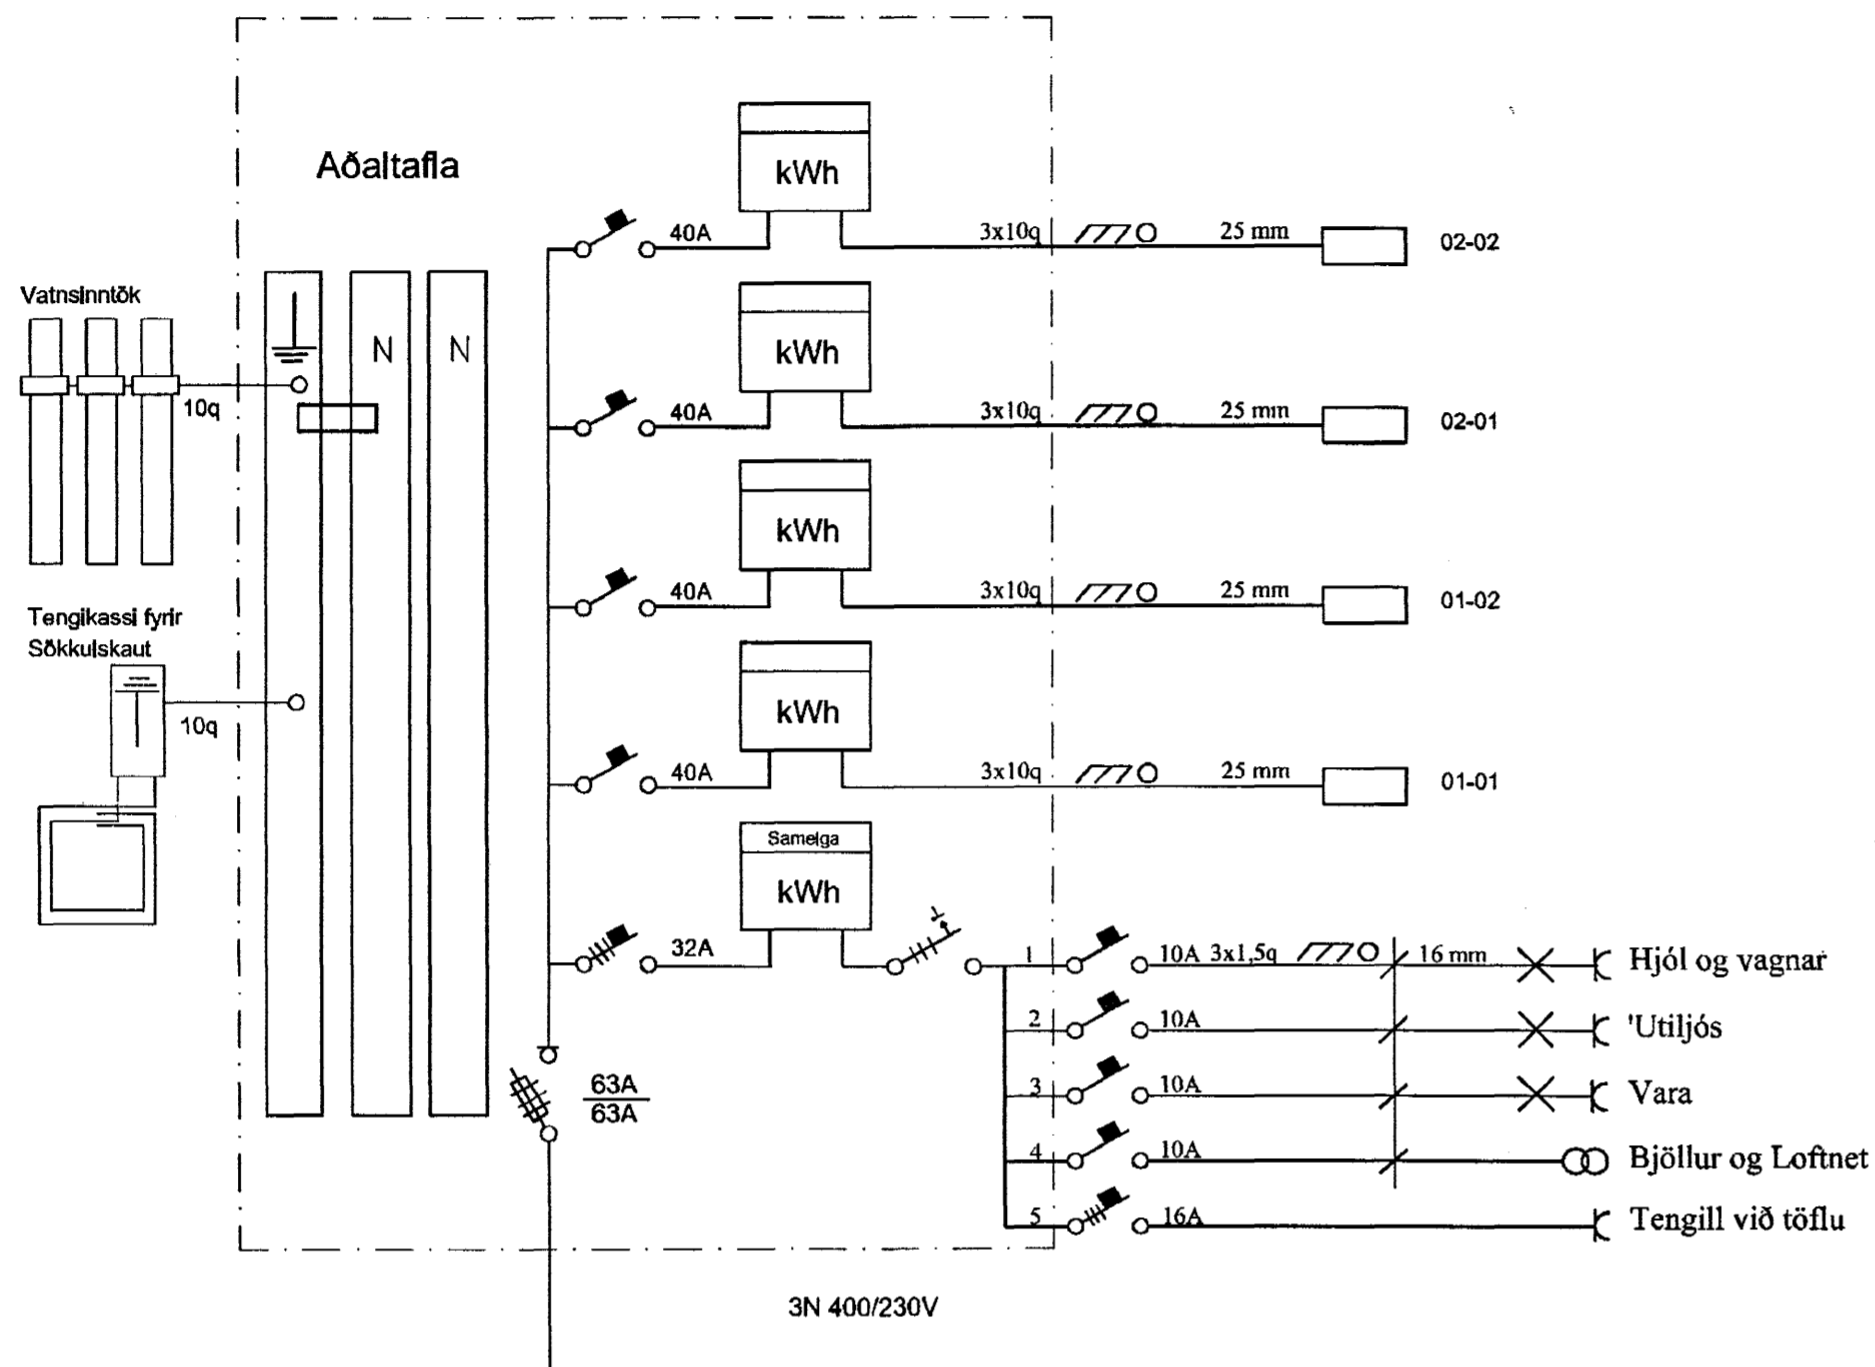 Aðaltafla
kWh
40A 3x10q 25 mm 02-02
Vatnsinntök
N N
kWh
10q
40A 3x10q 25 mm 02-01
kWh
40A 3x10q 25 mm 01-02
Tengikassi fyrir
Sökkulskaut
10q
kWh
40A 3x10q 25 mm 01-01
Sameiga
kWh
32A 1 10A 3x1,5q 16 mm Hjól og vagnar
2 10A 'Utiljós
3 10A Vara
63A
63A
4 10A Bjöllur og Loftnet
5 16A Tengill við töflu
3N 400/230V